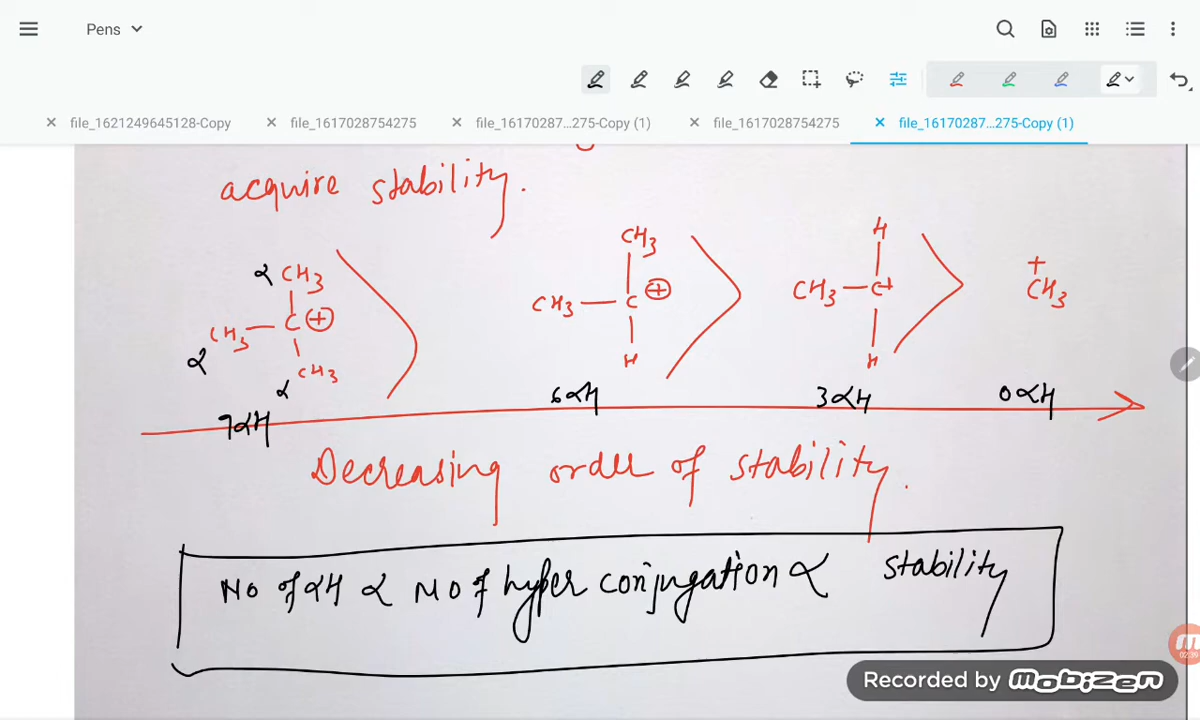 Pens
file_1621249645128-Copy file_1617028754275 file_16170287...275-Copy (1) file_1617028754275 file_16170287...275-Copy (1)
acquire stability.
α CH3
CH3 — C ⊕
α CH3
α
9αH
CH3
CH3 — C ⊕
H
6αH
H
CH3 — C+
H
3αH
+
CH3
0αH
Decreasing order of stability.
No of αH α No of hyper conjugation α stability
02:39
Recorded by mobizen